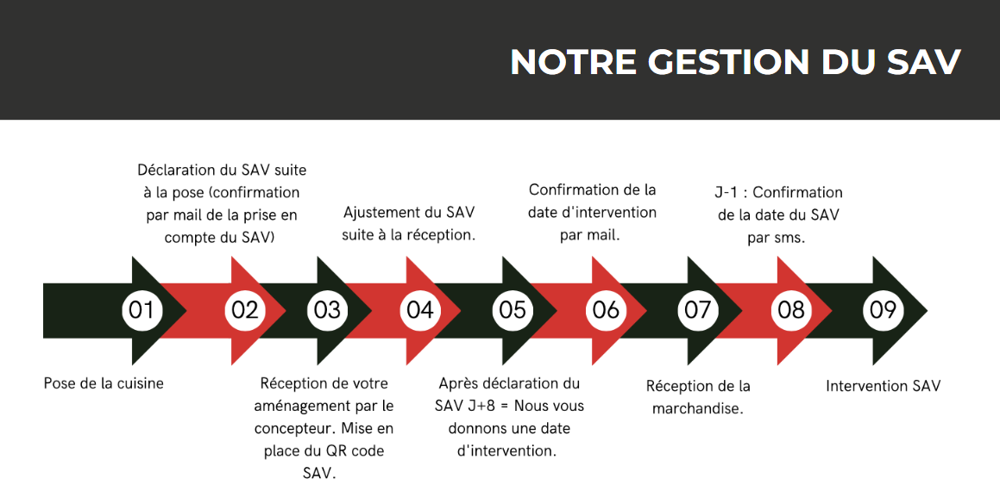 NOTRE GESTION DU SAV
Déclaration du SAV suite
à la pose (confirmation
par mail de la prise en
compte du SAV)
Ajustement du SAV
suite à la réception.
Confirmation de la
date d'intervention
par mail.
J-1 : Confirmation
de la date du SAV
par sms.
01
02
03
04
05
06
07
08
09
Pose de la cuisine
Réception de votre
aménagement par le
concepteur. Mise en
place du QR code
SAV.
Après déclaration du
SAV J+8 = Nous vous
donnons une date
d'intervention.
Réception de la
marchandise.
Intervention SAV